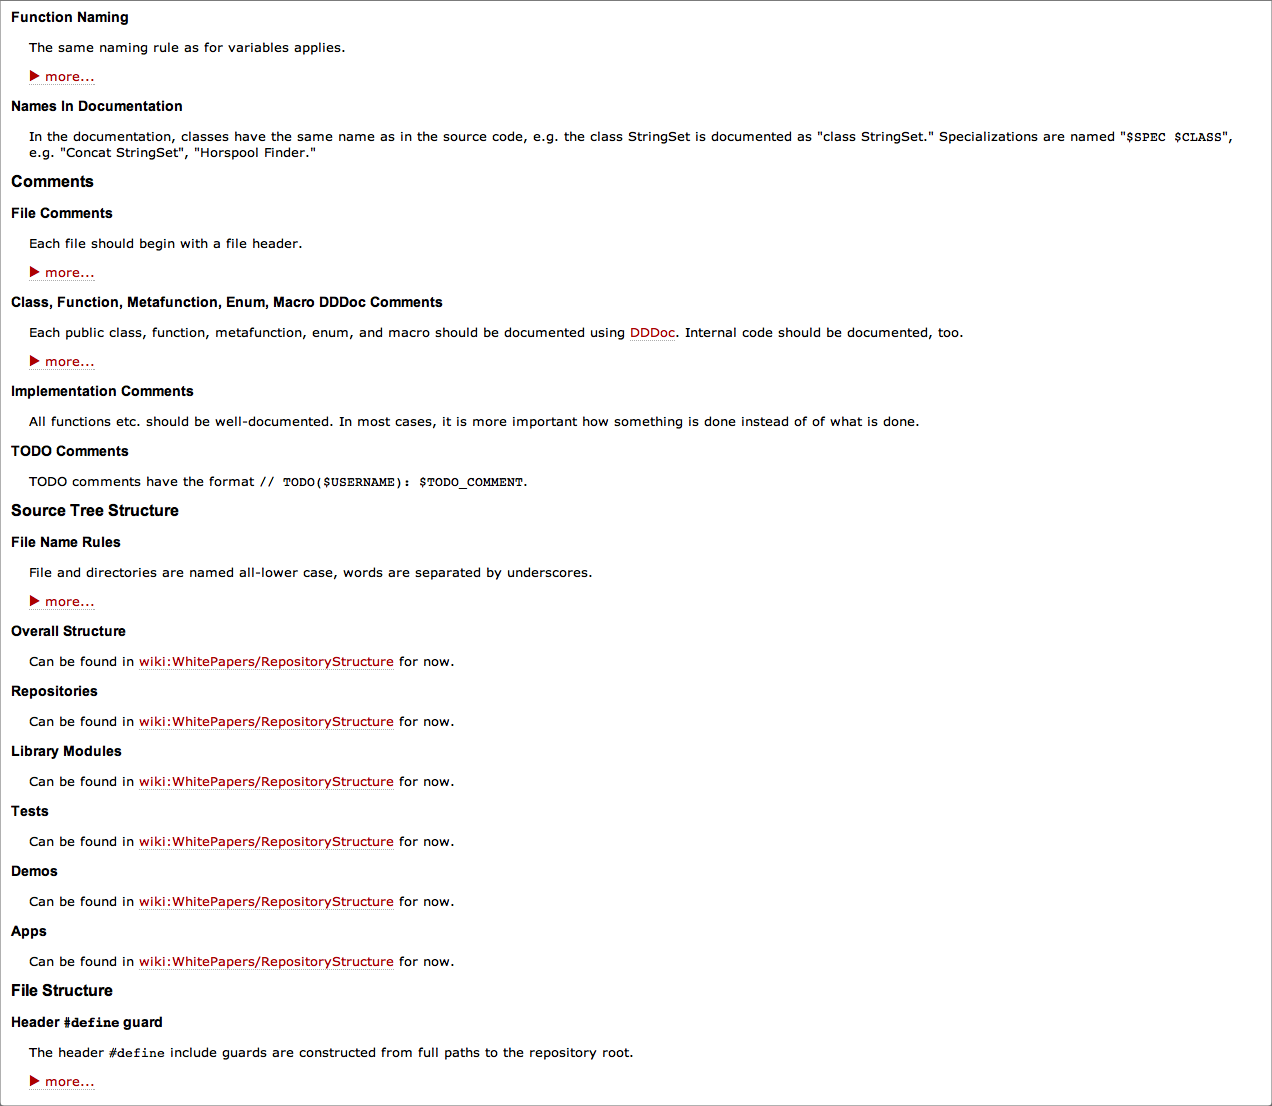 Function Naming
The same naming rule as for variables applies.
▶ more...
Names In Documentation
In the documentation, classes have the same name as in the source code, e.g. the class StringSet is documented as "class StringSet." Specializations are named "$SPEC $CLASS",
e.g. "Concat StringSet", "Horspool Finder."
Comments
File Comments
Each file should begin with a file header.
▶ more...
Class, Function, Metafunction, Enum, Macro DDDoc Comments
Each public class, function, metafunction, enum, and macro should be documented using DDDoc. Internal code should be documented, too.
▶ more...
Implementation Comments
All functions etc. should be well-documented. In most cases, it is more important how something is done instead of of what is done.
TODO Comments
TODO comments have the format // TODO($USERNAME): $TODO_COMMENT.
Source Tree Structure
File Name Rules
File and directories are named all-lower case, words are separated by underscores.
▶ more...
Overall Structure
Can be found in wiki:WhitePapers/RepositoryStructure for now.
Repositories
Can be found in wiki:WhitePapers/RepositoryStructure for now.
Library Modules
Can be found in wiki:WhitePapers/RepositoryStructure for now.
Tests
Can be found in wiki:WhitePapers/RepositoryStructure for now.
Demos
Can be found in wiki:WhitePapers/RepositoryStructure for now.
Apps
Can be found in wiki:WhitePapers/RepositoryStructure for now.
File Structure
Header #define guard
The header #define include guards are constructed from full paths to the repository root.
▶ more...